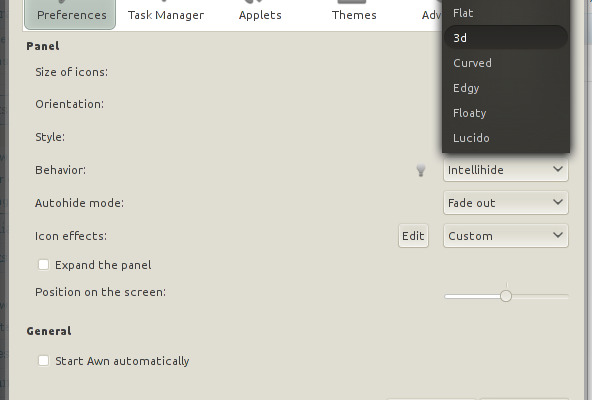 Preferences Task Manager Applets Themes
Flat
3d
Curved
Edgy
Floaty
Lucido
Panel
Size of icons:
Orientation:
Style:
Behavior: Intellihide
Autohide mode: Fade out
Icon effects: Edit Custom
Expand the panel
Position on the screen:
General
Start Awn automatically